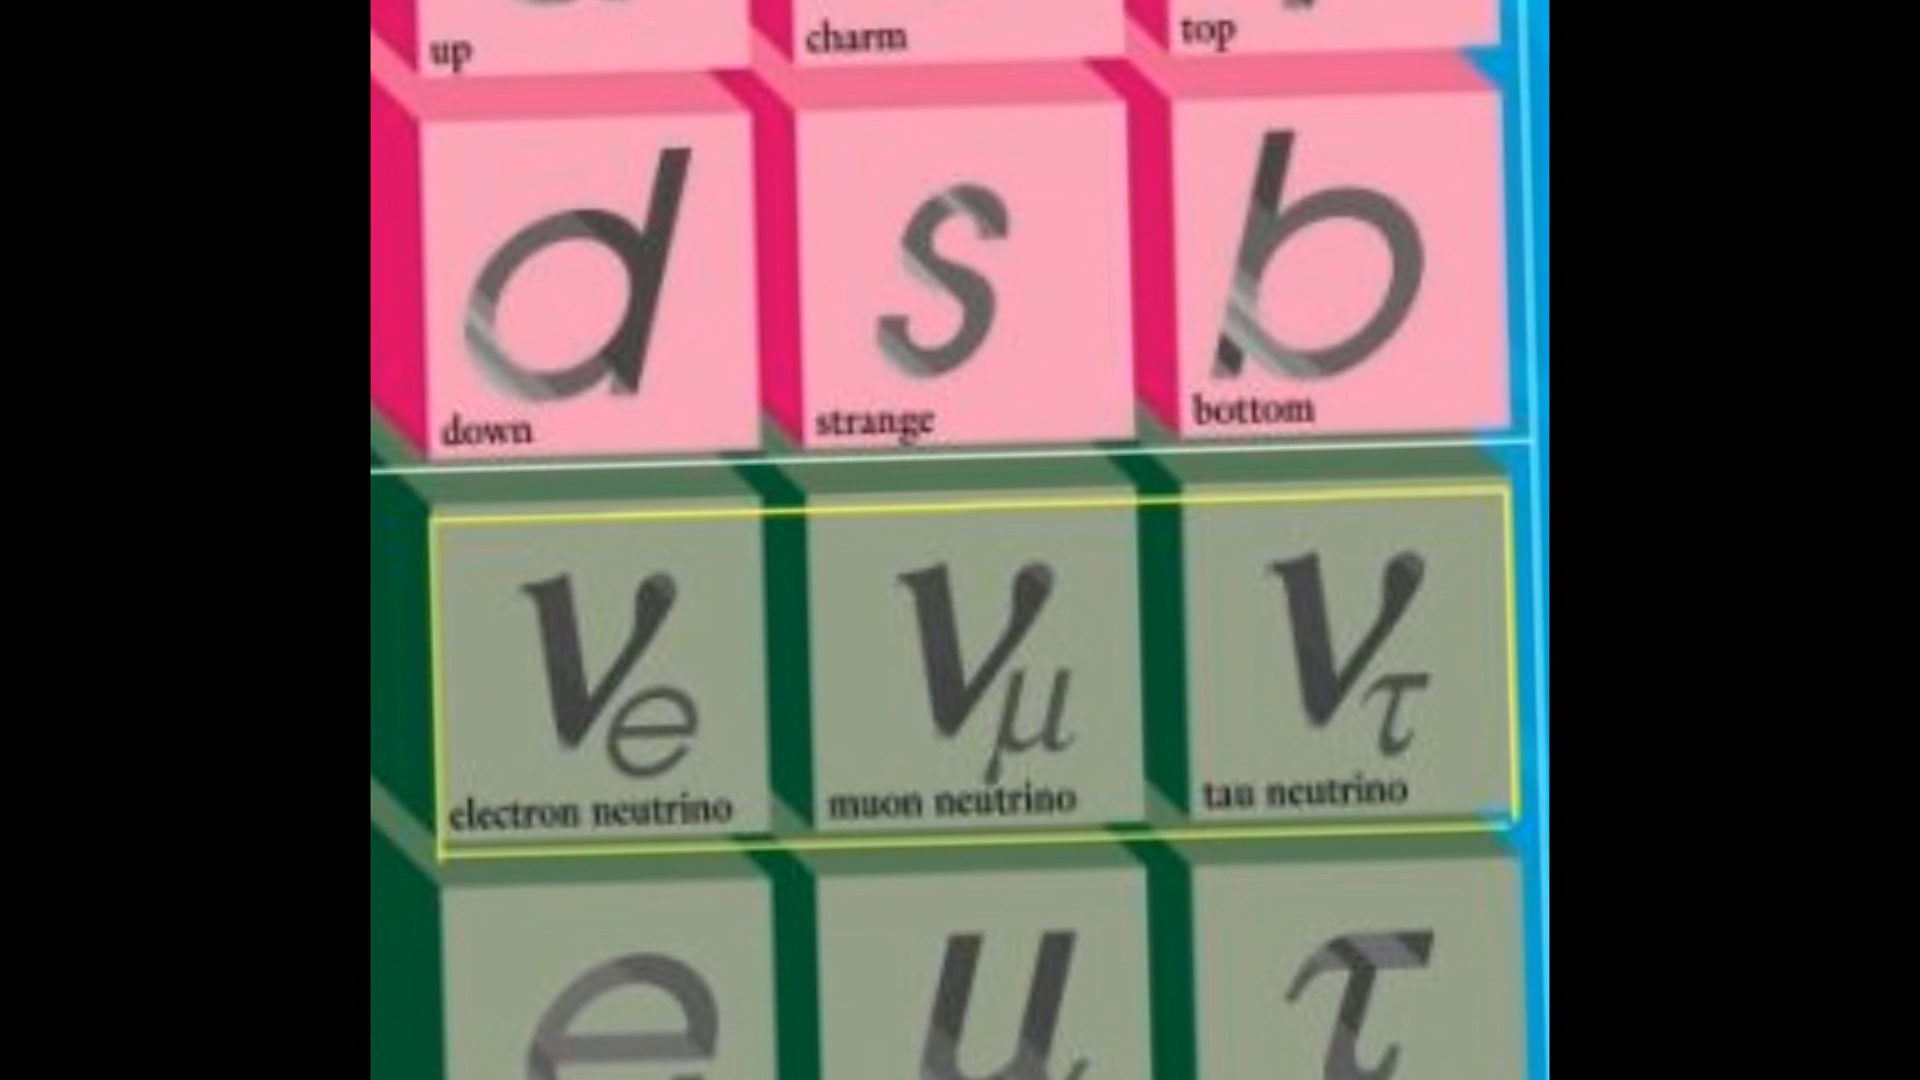 up charm top
d s b
down strange bottom
νe νμ ντ
electron neutrino muon neutrino tau neutrino
e μ τ